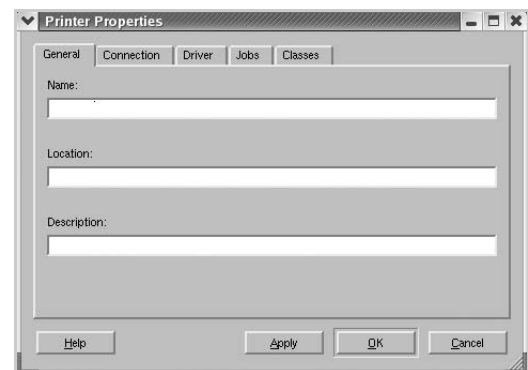 Printer Properties
General Connection Driver Jobs Classes
Name:
Location:
Description:
Help Apply OK Cancel